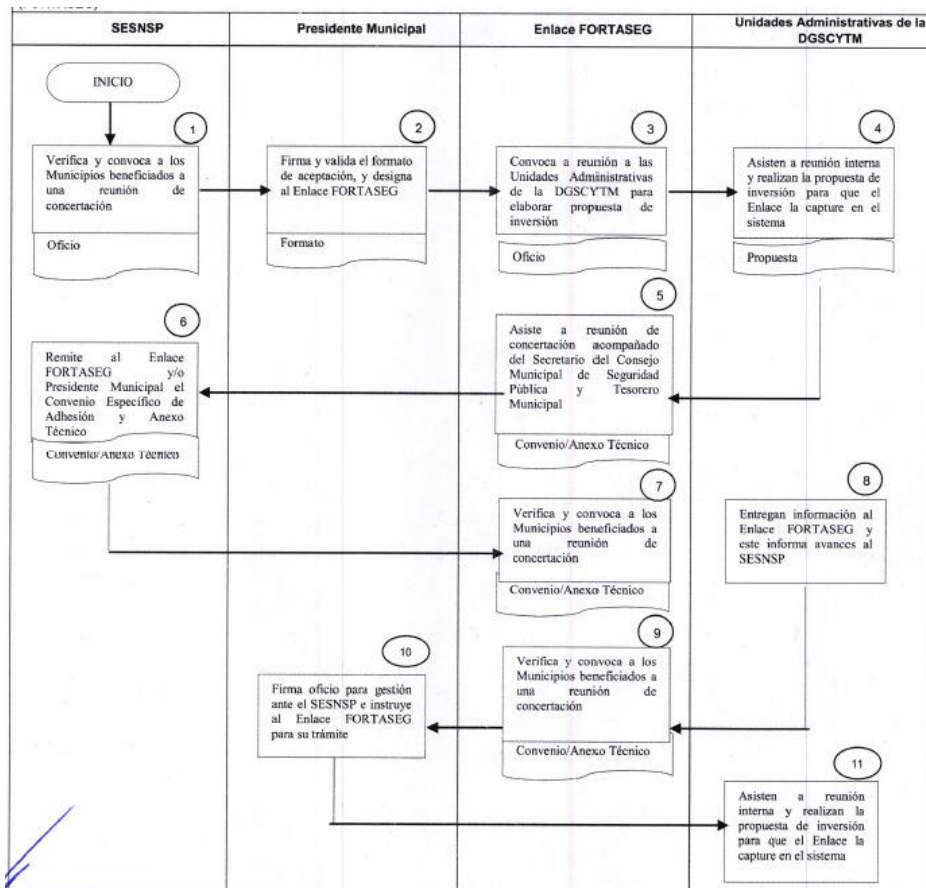 SESNSP
Presidente Municipal
Enlace FORTASEG
Unidades Administrativas de la
DGSCYTM
INICIO
1
Verifica y convoca a los
Municipios beneficiados a
una reunión de
concertación
Oficio
2
Firma y valida el formato
de aceptación, y designa
al Enlace FORTASEG
Formato
3
Convoca a reunión a las
Unidades Administrativas
de la DGSCYTM para
elaborar propuesta de
inversión
Oficio
4
Asisten a reunión interna
y realizan la propuesta de
inversión para que el
Enlace la capture en el
sistema
Propuesta
5
Asiste a reunión de
concertación acompañado
del Secretario del Consejo
Municipal de Seguridad
Pública y Tesorero
Municipal
Convenio/Anexo Técnico
6
Remite al Enlace
FORTASEG y/o
Presidente Municipal el
Convenio Específico de
Adhesión y Anexo
Técnico
Convenio/Anexo Técnico
7
Verifica y convoca a los
Municipios beneficiados a
una reunión de
concertación
Convenio/Anexo Técnico
8
Entregan información al
Enlace FORTASEG y
este informa avances al
SESNSP
9
Verifica y convoca a los
Municipios beneficiados a
una reunión de
concertación
Convenio/Anexo Técnico
10
Firma oficio para gestión
ante el SESNSP e instruye
al Enlace FORTASEG
para su trámite
11
Asisten a reunión
interna y realizan la
propuesta de inversión
para que el Enlace la
capture en el sistema